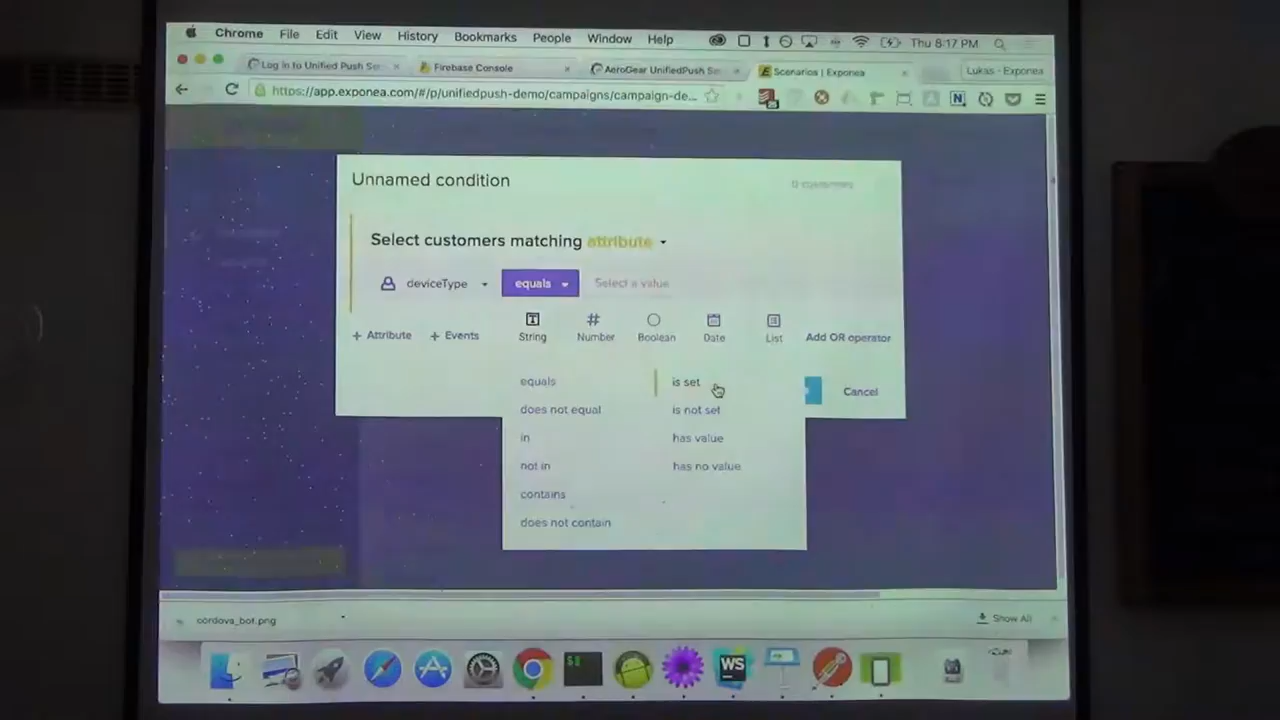 Chrome File Edit View History Bookmarks People Window Help Thu 8:17 PM
Log in to Unified Push Ser Firebase Console AeroGear UnifiedPush Se Scenarios | Exponea Lukas - Exponea
https://app.exponea.com/#/p/unifiedpush-demo/campaigns/campaign-de...
Unnamed condition
0 customers
Select customers matching attribute
deviceType equals Select a value
+ Attribute + Events String Number Boolean Date List Add OR operator
equals is set Cancel
does not equal is not set
in has value
not in has no value
contains
does not contain
cordova_bot.png Show All
WS